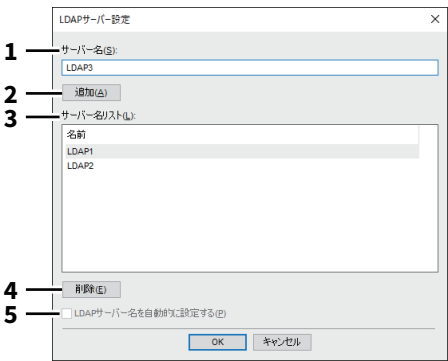 LDAPサーバー設定
1
サーバー名(S):
LDAP3
2
追加(A)
3
サーバー名リスト(L):
名前
LDAP1
LDAP2
4
削除(E)
5
LDAPサーバー名を自動的に設定する(P)
OK
キャンセル